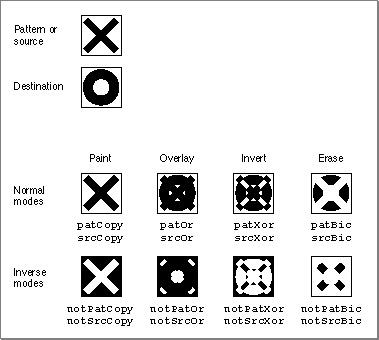 Pattern or
source
Destination
Paint Overlay Invert Erase
Normal
modes
patCopy patOr patXor patBic
srcCopy srcOr srcXor srcBic
Inverse
modes
notPatCopy notPatOr notPatXor notPatBic
notSrcCopy notSrcOr notSrcXor notSrcBic